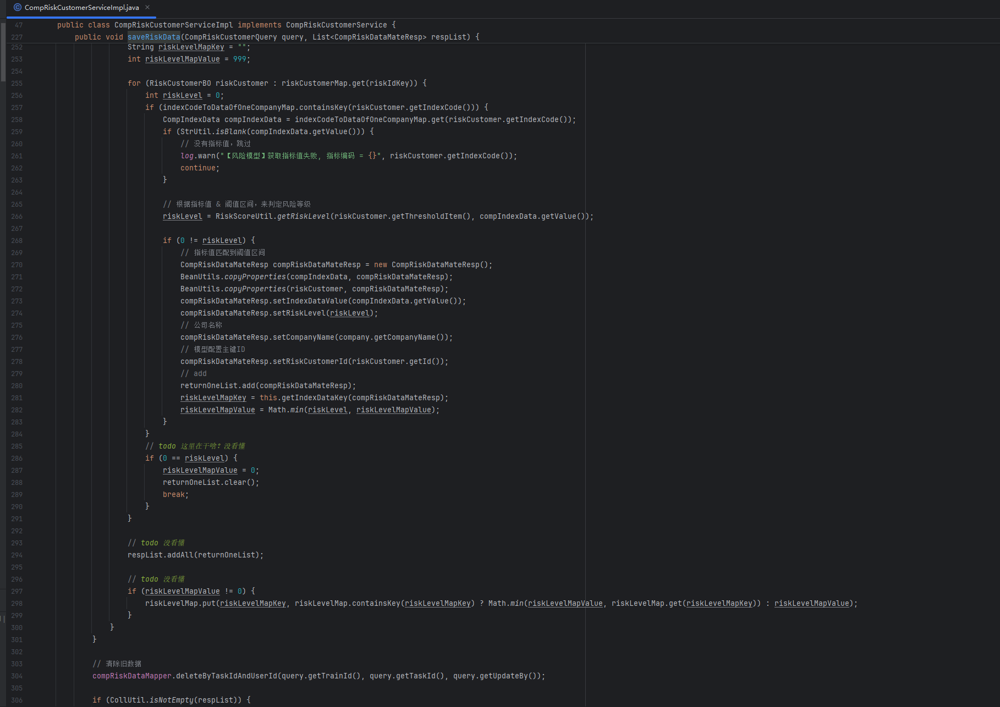 CompRiskCustomerServiceImpl.java ×
47 public class CompRiskCustomerServiceImpl implements CompRiskCustomerService {
227 public void saveRiskData(CompRiskCustomerQuery query, List<CompRiskDataMateResp> respList) {
252 String riskLevelMapKey = "";
253 int riskLevelMapValue = 999;
254
255 for (RiskCustomerBO riskCustomer : riskCustomerMap.get(riskIdKey)) {
256 int riskLevel = 0;
257 if (indexCodeToDataOfOneCompanyMap.containsKey(riskCustomer.getIndexCode())) {
258 CompIndexData compIndexData = indexCodeToDataOfOneCompanyMap.get(riskCustomer.getIndexCode());
259 if (StrUtil.isBlank(compIndexData.getValue())) {
260 // 没有指标值，跳过
261 log.warn("【风险模型】获取指标值失败, 指标编码 = {}", riskCustomer.getIndexCode());
262 continue;
263 }
264
265 // 根据指标值 & 阈值区间，来判定风险等级
266 riskLevel = RiskScoreUtil.getRiskLevel(riskCustomer.getThresholdItem(), compIndexData.getValue());
267
268 if (0 != riskLevel) {
269 // 指标值匹配到阈值区间
270 CompRiskDataMateResp compRiskDataMateResp = new CompRiskDataMateResp();
271 BeanUtils.copyProperties(compIndexData, compRiskDataMateResp);
272 BeanUtils.copyProperties(riskCustomer, compRiskDataMateResp);
273 compRiskDataMateResp.setIndexDataValue(compIndexData.getValue());
274 compRiskDataMateResp.setRiskLevel(riskLevel);
275 // 公司名称
276 compRiskDataMateResp.setCompanyName(company.getCompanyName());
277 // 模型配置主键ID
278 compRiskDataMateResp.setRiskCustomerId(riskCustomer.getId());
279 // add
280 returnOneList.add(compRiskDataMateResp);
281 riskLevelMapKey = this.getIndexDataKey(compRiskDataMateResp);
282 riskLevelMapValue = Math.min(riskLevel, riskLevelMapValue);
283 }
284 }
285 // todo 这里在干啥？没看懂
286 if (0 == riskLevel) {
287 riskLevelMapValue = 0;
288 returnOneList.clear();
289 break;
290 }
291 }
292
293 // todo 没看懂
294 respList.addAll(returnOneList);
295
296 // todo 没看懂
297 if (riskLevelMapValue != 0) {
298 riskLevelMap.put(riskLevelMapKey, riskLevelMap.containsKey(riskLevelMapKey) ? Math.min(riskLevelMapValue, riskLevelMap.get(riskLevelMapKey)) : riskLevelMapValue);
299 }
300 }
301 }
302
303 // 清除旧数据
304 compRiskDataMapper.deleteByTaskIdAndUserId(query.getTrainId(), query.getTaskId(), query.getUpdateBy());
305
306 if (CollUtil.isNotEmpty(respList)) {